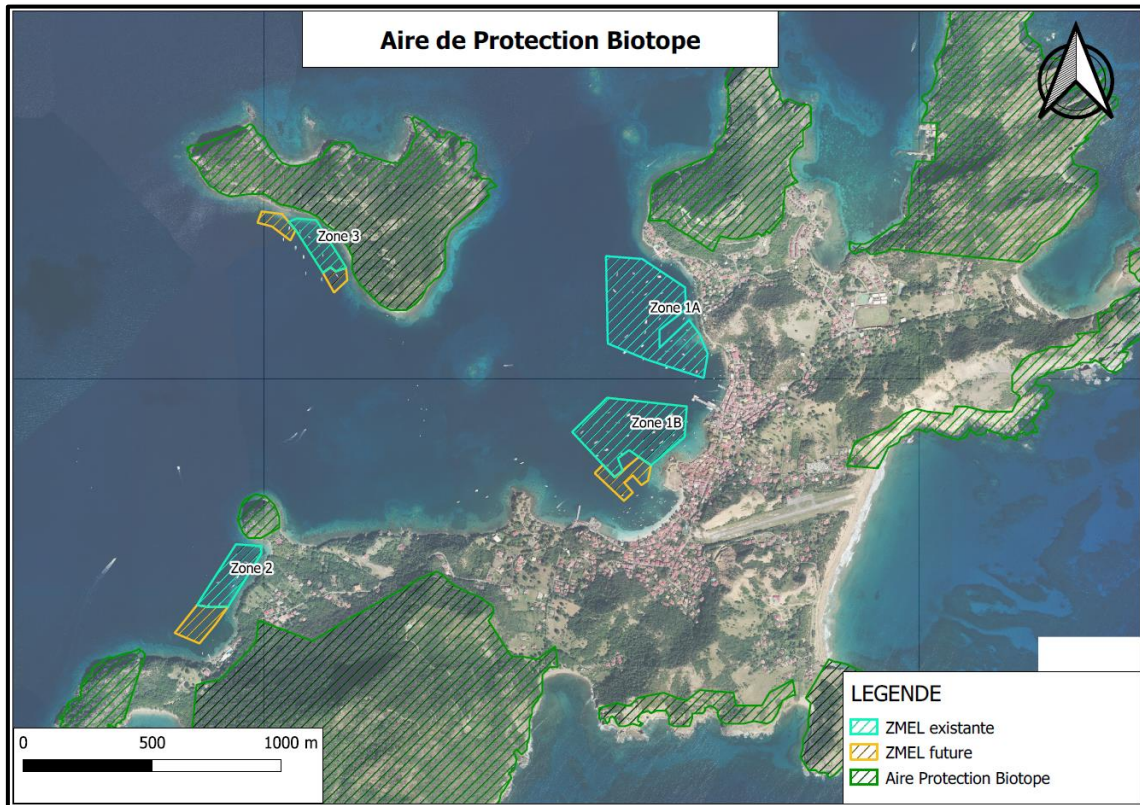 Aire de Protection Biotope
Zone 3
Zone 1A
Zone 1B
Zone 2
LEGENDE
ZMEL existante
ZMEL future
Aire Protection Biotope
0 500 1000 m